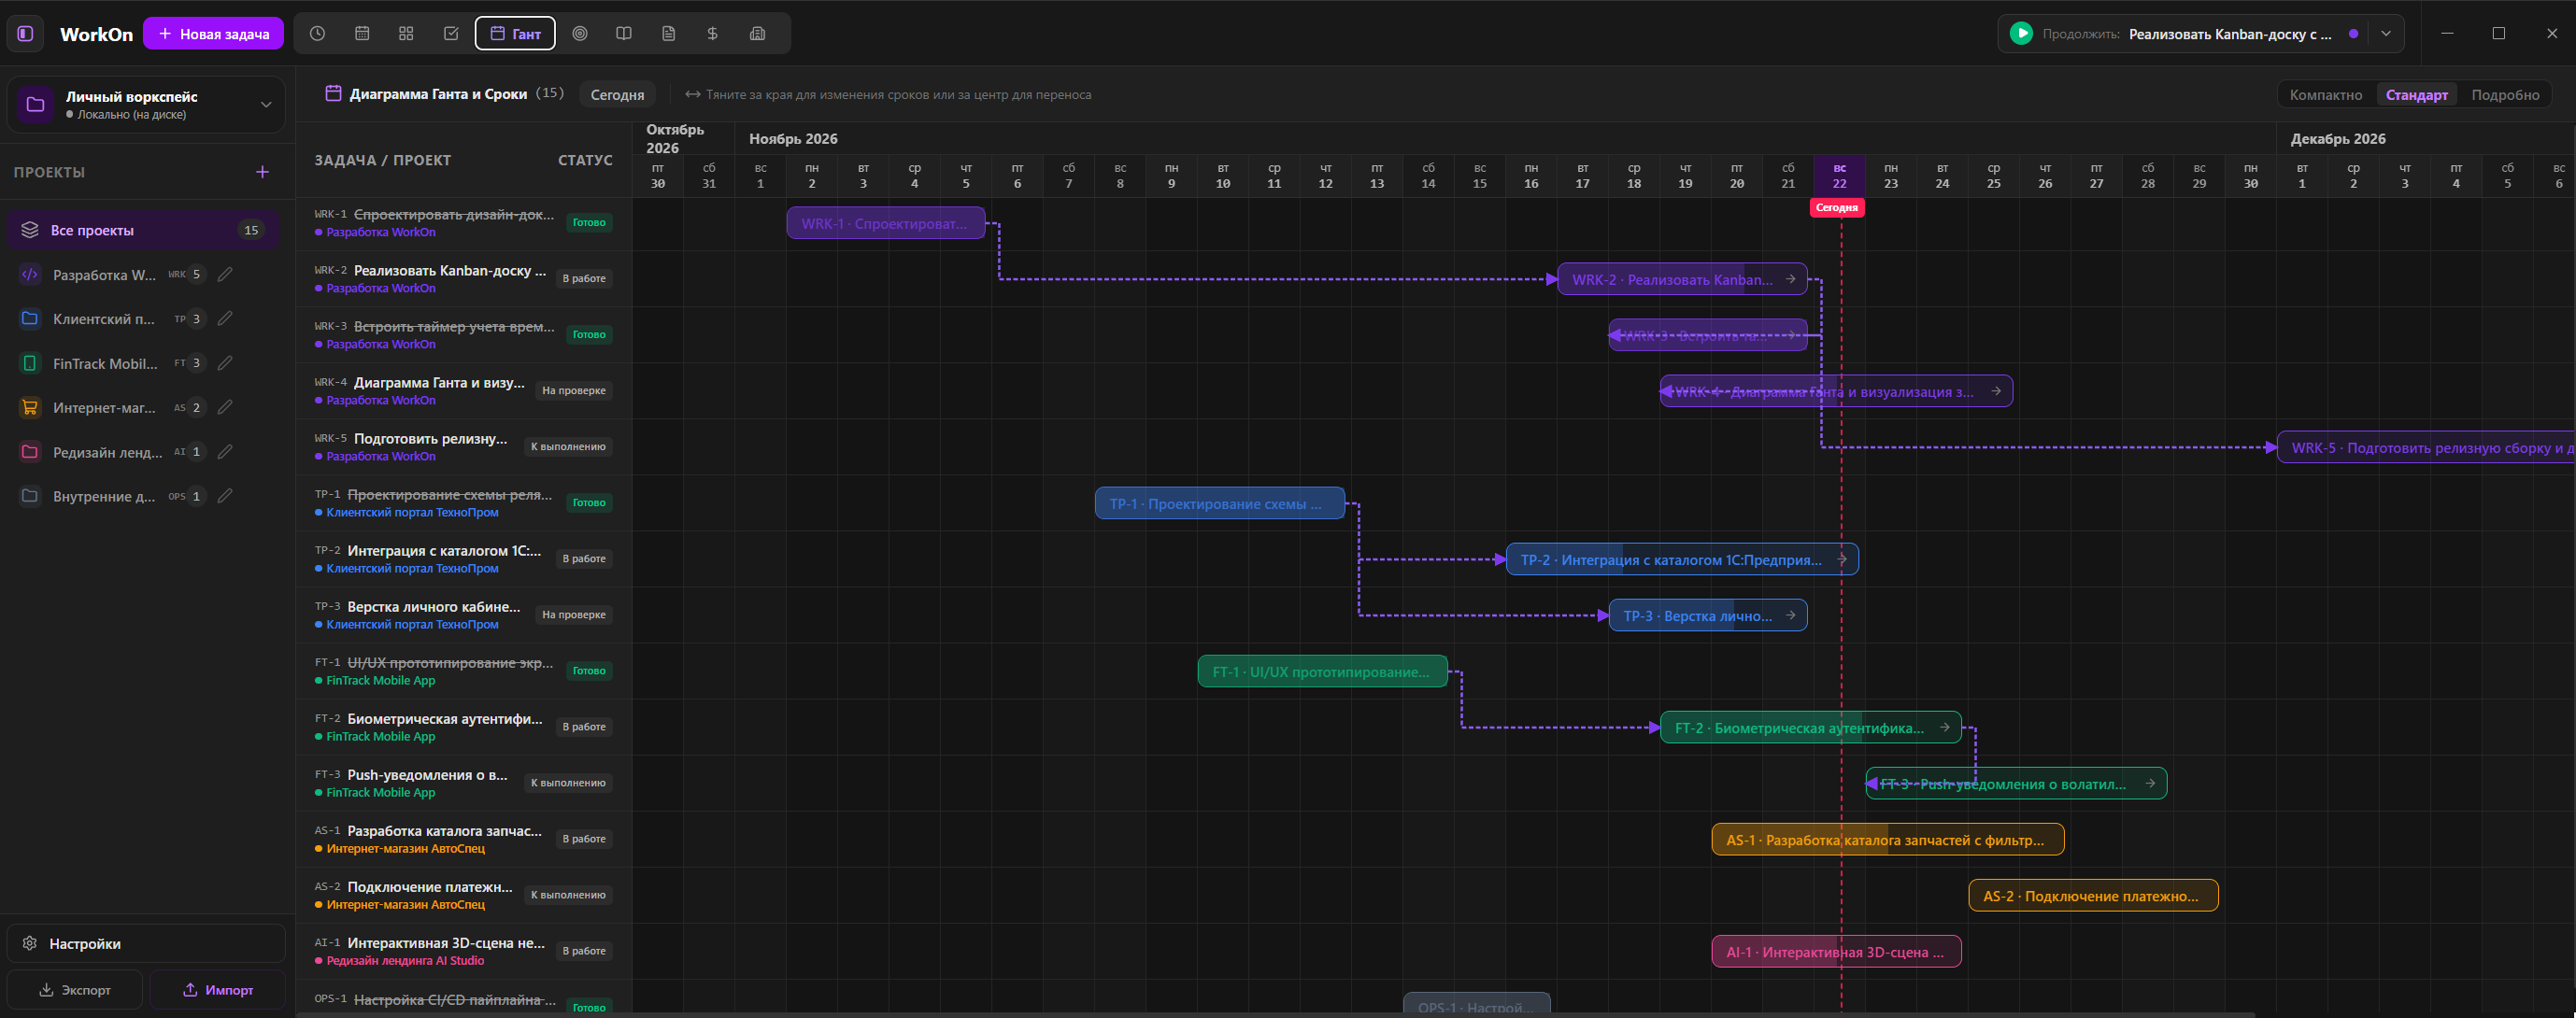 WorkOn
Новая задача
Гант
Продолжить: Реализовать Kanban-доску с ...
Личный воркспейс
Локально (на диске)
Диаграмма Ганта и Сроки (15)
Сегодня
Тяните за края для изменения сроков или за центр для переноса
Компактно Стандарт Подробно
ПРОЕКТЫ
Все проекты 15
Разработка W... WRK 5
Клиентский п... TP 3
FinTrack Mobil... FT 3
Интернет-маг... AS 2
Редизайн ленд... AI 1
Внутренние д... OPS 1
Настройки
Экспорт
Импорт
ЗАДАЧА / ПРОЕКТ СТАТУС
Октябрь 2026
Ноябрь 2026
Декабрь 2026
пт сб вс пн вт ср чт пт сб вс пн вт ср чт пт сб вс пн вт ср чт пт сб вс пн вт ср чт пт сб вс пн вт ср чт пт сб вс
30 31 1 2 3 4 5 6 7 8 9 10 11 12 13 14 15 16 17 18 19 20 21 22 23 24 25 26 27 28 29 30 1 2 3 4 5 6
Сегодня
WRK-1 Спроектировать дизайн-док... Готово
Разработка WorkOn
WRK-1 · Спроектироват...
WRK-2 Реализовать Kanban-доску ... В работе
Разработка WorkOn
WRK-2 · Реализовать Kanban...
WRK-3 Встроить таймер учета врем... Готово
Разработка WorkOn
WRK-3 · Встроить та...
WRK-4 Диаграмма Ганта и визу... На проверке
Разработка WorkOn
WRK-4 · Диаграмма Ганта и визуализация з...
WRK-5 Подготовить релизну... К выполнению
Разработка WorkOn
WRK-5 · Подготовить релизную сборку и д
TP-1 Проектирование схемы реля... Готово
Клиентский портал ТехноПром
TP-1 · Проектирование схемы ...
TP-2 Интеграция с каталогом 1С:... В работе
Клиентский портал ТехноПром
TP-2 · Интеграция с каталогом 1С:Предприя...
TP-3 Верстка личного кабине... На проверке
Клиентский портал ТехноПром
TP-3 · Верстка лично...
FT-1 UI/UX прототипирование экр... Готово
FinTrack Mobile App
FT-1 · UI/UX прототипирование...
FT-2 Биометрическая аутентифи... В работе
FinTrack Mobile App
FT-2 · Биометрическая аутентифика...
FT-3 Push-уведомления о в... К выполнению
FinTrack Mobile App
FT-3 · Push-уведомления о волатил...
AS-1 Разработка каталога запчас... В работе
Интернет-магазин АвтоСпец
AS-1 · Разработка каталога запчастей с фильтр...
AS-2 Подключение платежн... К выполнению
Интернет-магазин АвтоСпец
AS-2 · Подключение платежно...
AI-1 Интерактивная 3D-сцена не... В работе
Редизайн лендинга AI Studio
AI-1 · Интерактивная 3D-сцена ...
OPS-1 Настройка CI/CD пайплайна ... Готово
OPS-1 · Настрой...